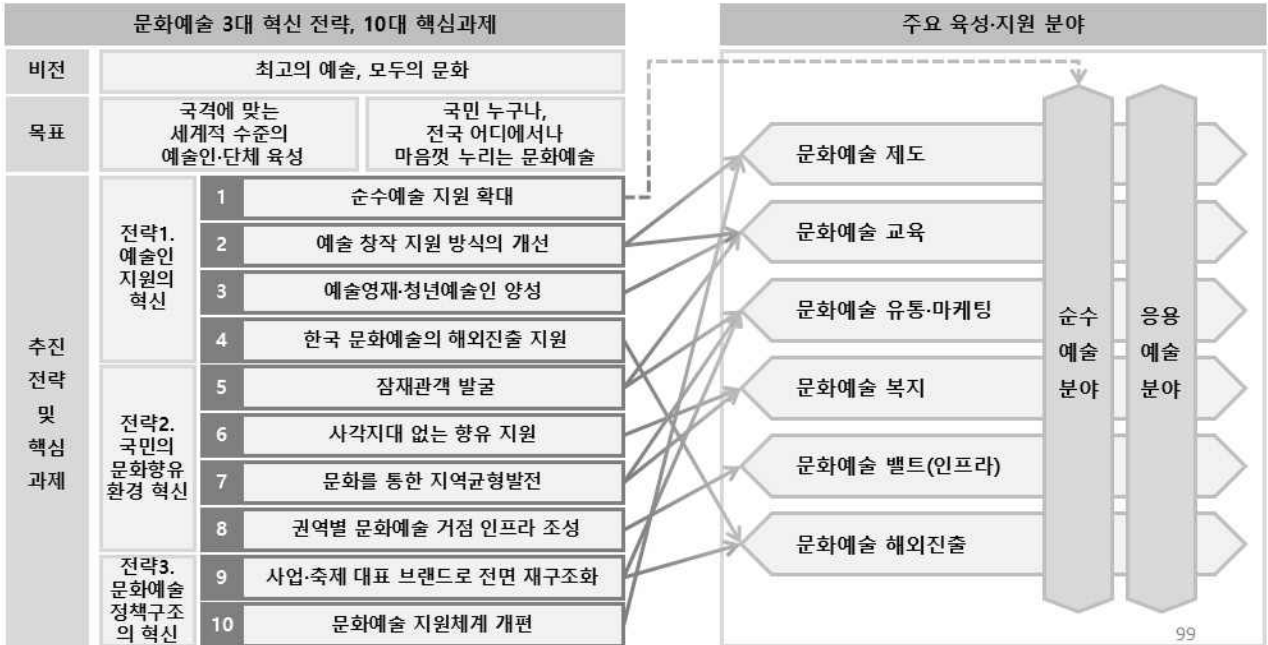 문화예술 3대 혁신 전략, 10대 핵심과제
비전
최고의 예술, 모두의 문화
목표
국격에 맞는
세계적 수준의
예술인·단체 육성
국민 누구나,
전국 어디에서나
마음껏 누리는 문화예술
추진
전략
및
핵심
과제
전략1.
예술인
지원의
혁신
1 순수예술 지원 확대
2 예술 창작 지원 방식의 개선
3 예술영재·청년예술인 양성
4 한국 문화예술의 해외진출 지원
전략2.
국민의
문화향유
환경 혁신
5 잠재관객 발굴
6 사각지대 없는 향유 지원
7 문화를 통한 지역균형발전
8 권역별 문화예술 거점 인프라 조성
전략3.
문화예술
정책구조
의 혁신
9 사업·축제 대표 브랜드로 전면 재구조화
10 문화예술 지원체계 개편
주요 육성·지원 분야
문화예술 제도
문화예술 교육
문화예술 유통·마케팅
문화예술 복지
문화예술 밸트(인프라)
문화예술 해외진출
순수
예술
분야
응용
예술
분야
99